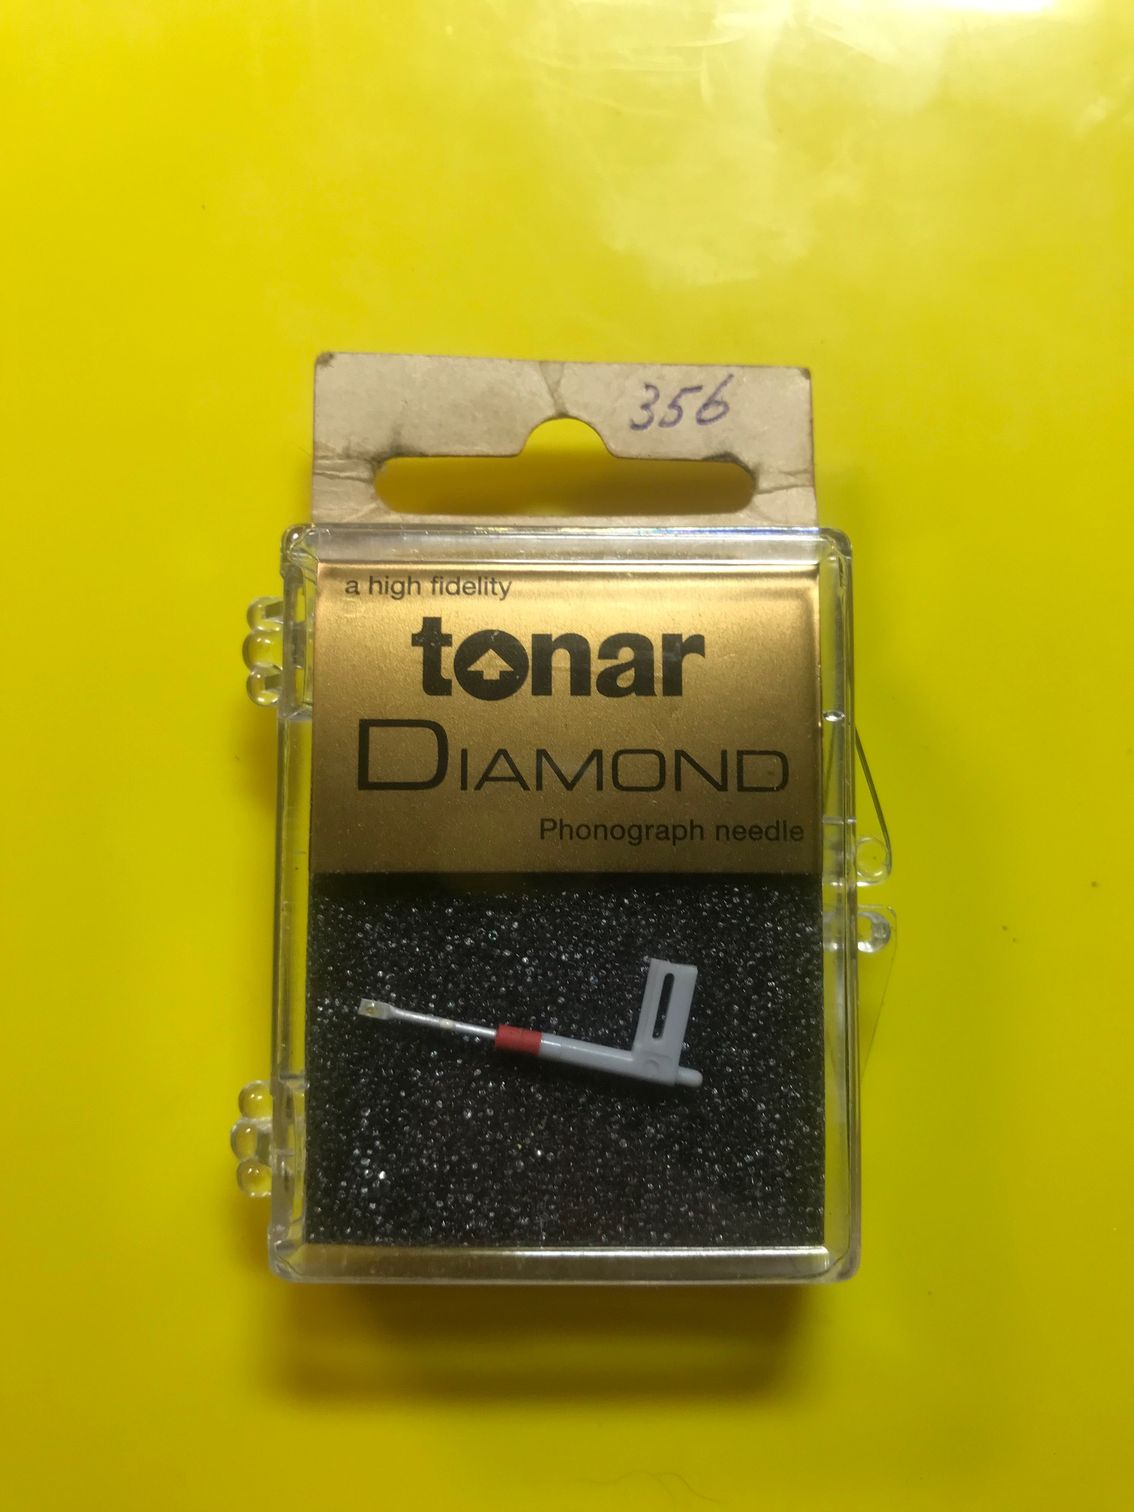 356
a high fidelity
tonar
DIAMOND
Phonograph needle